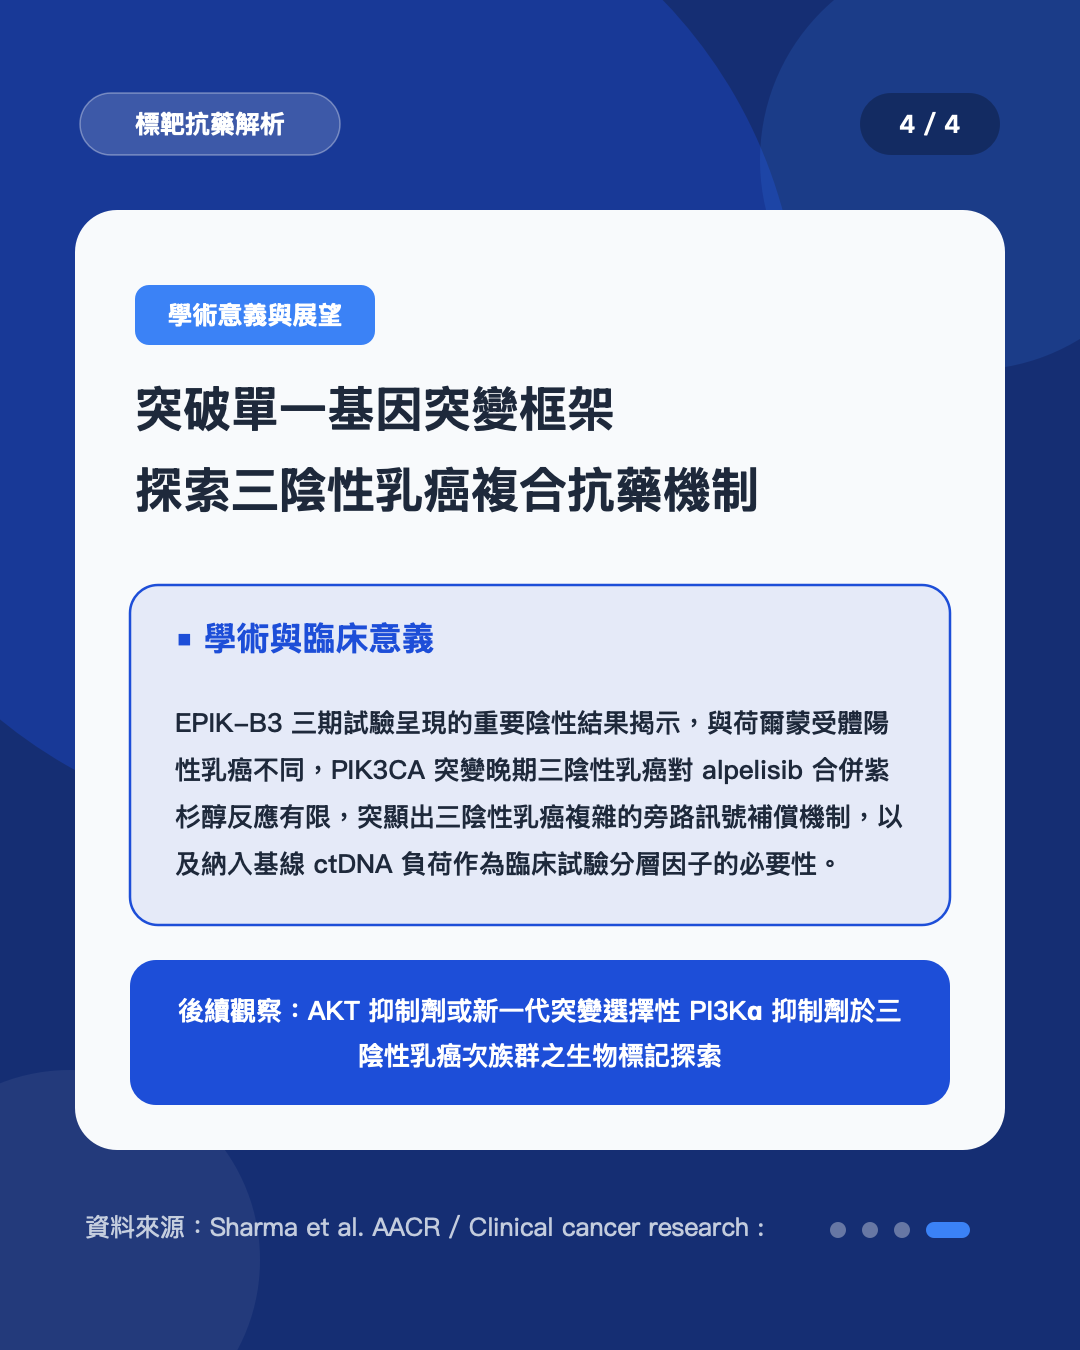 標靶抗藥解析
4 / 4
學術意義與展望
突破單一基因突變框架
探索三陰性乳癌複合抗藥機制
▪ 學術與臨床意義
EPIK–B3 三期試驗呈現的重要陰性結果揭示，與荷爾蒙受體陽
性乳癌不同，PIK3CA 突變晚期三陰性乳癌對 alpelisib 合併紫
杉醇反應有限，突顯出三陰性乳癌複雜的旁路訊號補償機制，以
及納入基線 ctDNA 負荷作為臨床試驗分層因子的必要性。
後續觀察：AKT 抑制劑或新一代突變選擇性 PI3Kα 抑制劑於三
陰性乳癌次族群之生物標記探索
資料來源：Sharma et al. AACR / Clinical cancer research :